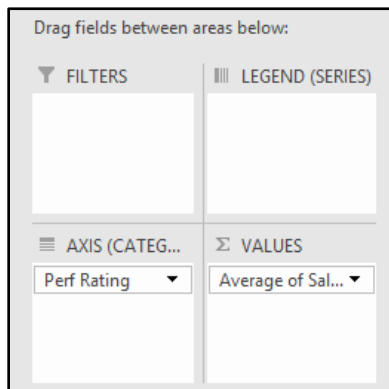 Drag fields between areas below:
FILTERS
LEGEND (SERIES)
AXIS (CATEG...
VALUES
Perf Rating
Average of Sal...